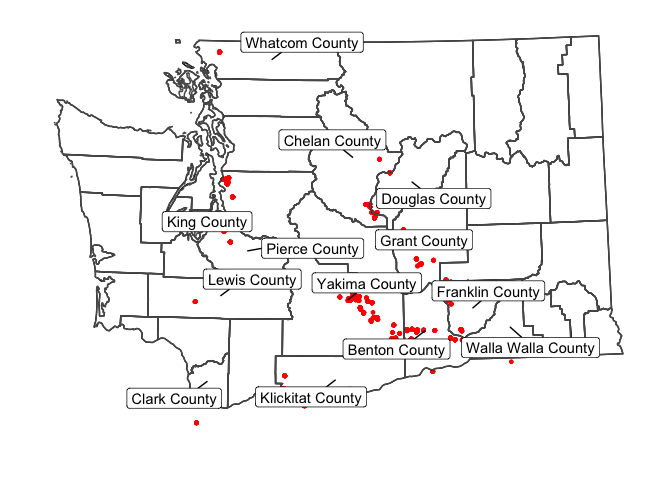 Whatcom County
Chelan County
Douglas County
King County
Grant County
Pierce County
Lewis County
Yakima County
Franklin County
Benton County
Walla Walla County
Clark County
Klickitat County